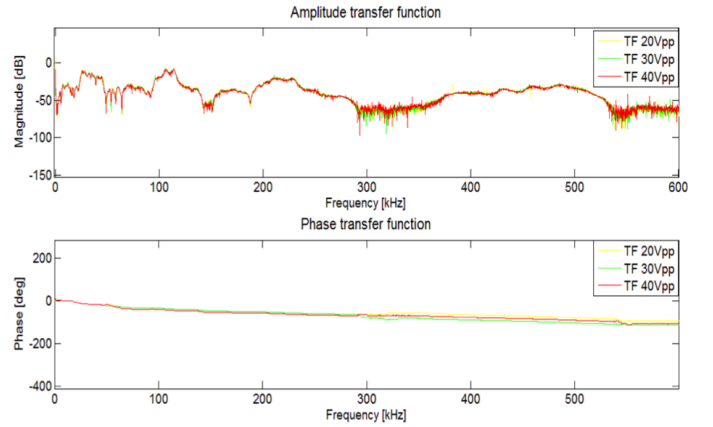 Amplitude transfer function
Magnitude [dB]
0
-50
-100
-150
0
100
200
300
400
500
600
Frequency [kHz]
TF 20Vpp
TF 30Vpp
TF 40Vpp
Phase transfer function
Phase [deg]
200
0
-200
-400
0
100
200
300
400
500
Frequency [kHz]
TF 20Vpp
TF 30Vpp
TF 40Vpp